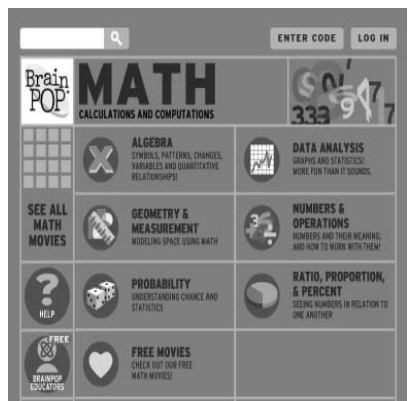 ENTER CODE
LOG IN
Brain
POP
MATH
CALCULATIONS AND COMPUTATIONS
333
7
9
7
ALGEBRA
SYMBOLS, PATTERNS, CHANGES,
VARIABLES AND QUANTITATIVE
RELATIONSHIPS!
DATA ANALYSIS
GRAPHS AND STATISTICS!
MORE FUN THAN IT SOUNDS.
SEE ALL
MATH
MOVIES
GEOMETRY &
MEASUREMENT
MODELING SPACE USING MATH
NUMBERS &
OPERATIONS
NUMBERS AND THEIR MEANING;
AND HOW TO WORK WITH THEM!
?
HELP
PROBABILITY
UNDERSTANDING CHANCE AND
STATISTICS
RATIO, PROPORTION,
& PERCENT
SEEING NUMBERS IN RELATION TO
ONE ANOTHER
FREE
BRAINPOP
EDUCATORS
FREE MOVIES
CHECK OUT OUR FREE
MATH MOVIES!